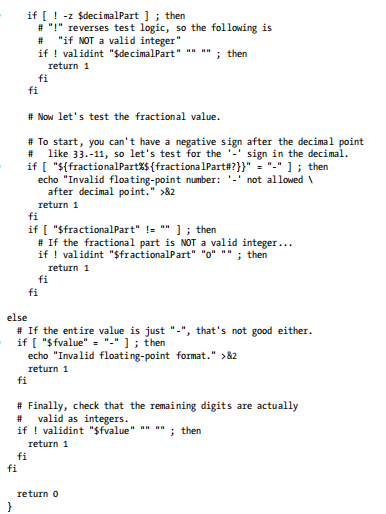 if [ ! -z $decimalPart ] ; then
# "!" reverses test logic, so the following is
# "if NOT a valid integer"
if ! validint "$decimalPart" "" "" ; then
return 1
fi
fi
# Now let's test the fractional value.
# To start, you can't have a negative sign after the decimal point
# like 33.-11, so let's test for the '-' sign in the decimal.
if [ "${fractionalPart%${fractionalPart#?}}" = "-" ] ; then
echo "Invalid floating-point number: '-' not allowed \
after decimal point." >&2
return 1
fi
if [ "$fractionalPart" != "" ] ; then
# If the fractional part is NOT a valid integer...
if ! validint "$fractionalPart" "0" "" ; then
return 1
fi
fi
else
# If the entire value is just "-", that's not good either.
if [ "$fvalue" = "-" ] ; then
echo "Invalid floating-point format." >&2
return 1
fi
# Finally, check that the remaining digits are actually
# valid as integers.
if ! validint "$fvalue" "" "" ; then
return 1
fi
fi
return 0
}